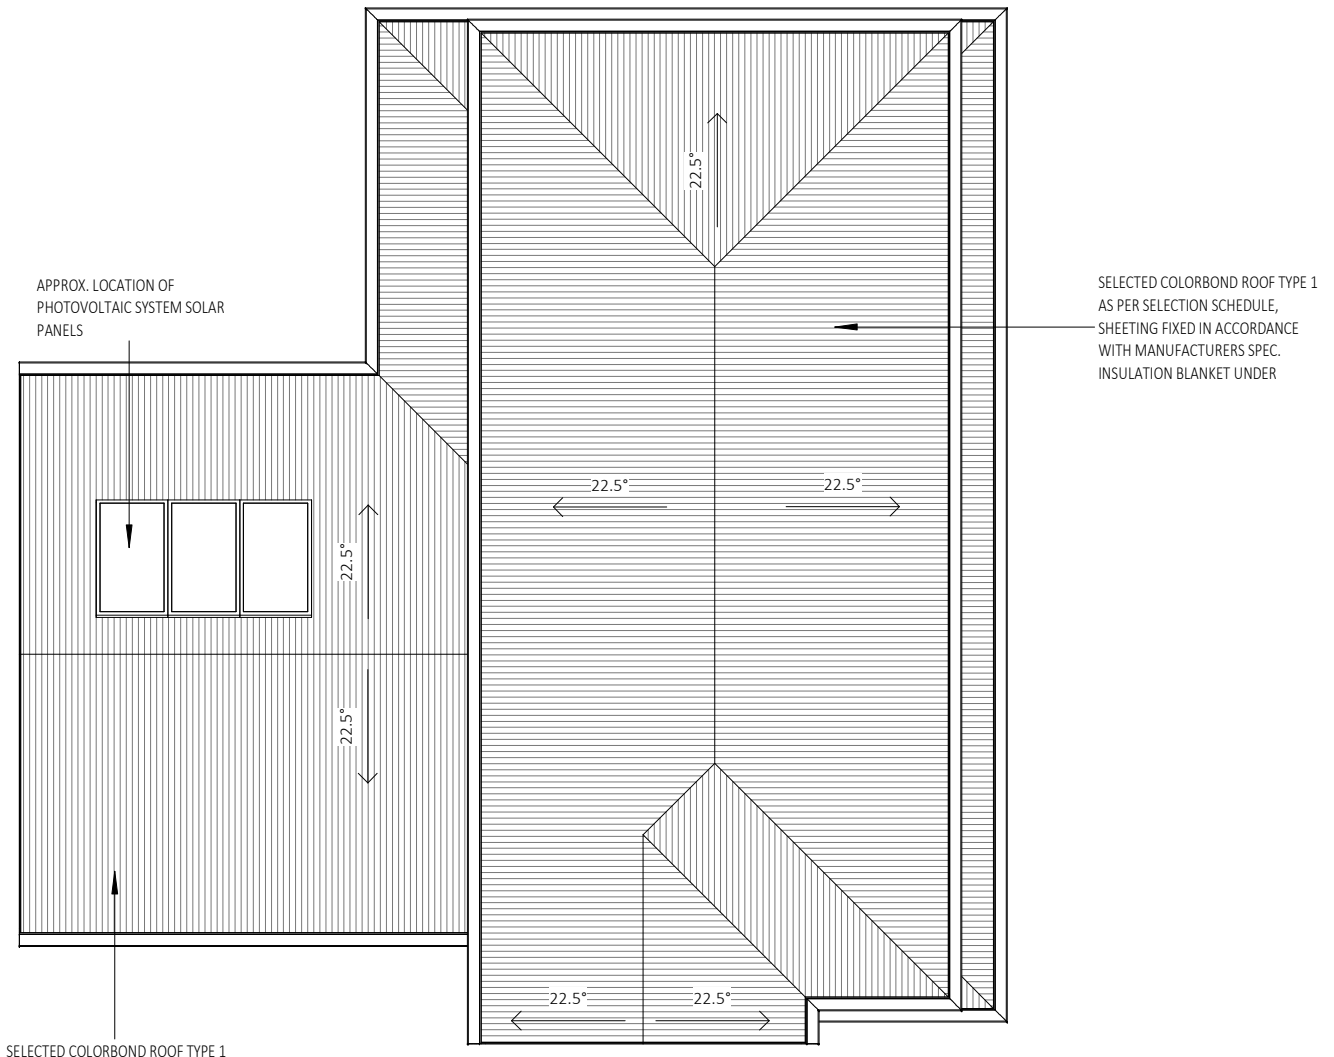 22.5°
APPROX. LOCATION OF
PHOTOVOLTAIC SYSTEM SOLAR
PANELS
SELECTED COLORBOND ROOF TYPE 1
AS PER SELECTION SCHEDULE,
SHEETING FIXED IN ACCORDANCE
WITH MANUFACTURERS SPEC.
INSULATION BLANKET UNDER
22.5°
22.5°
22.5°
22.5°
22.5°
22.5°
SELECTED COLORBOND ROOF TYPE 1